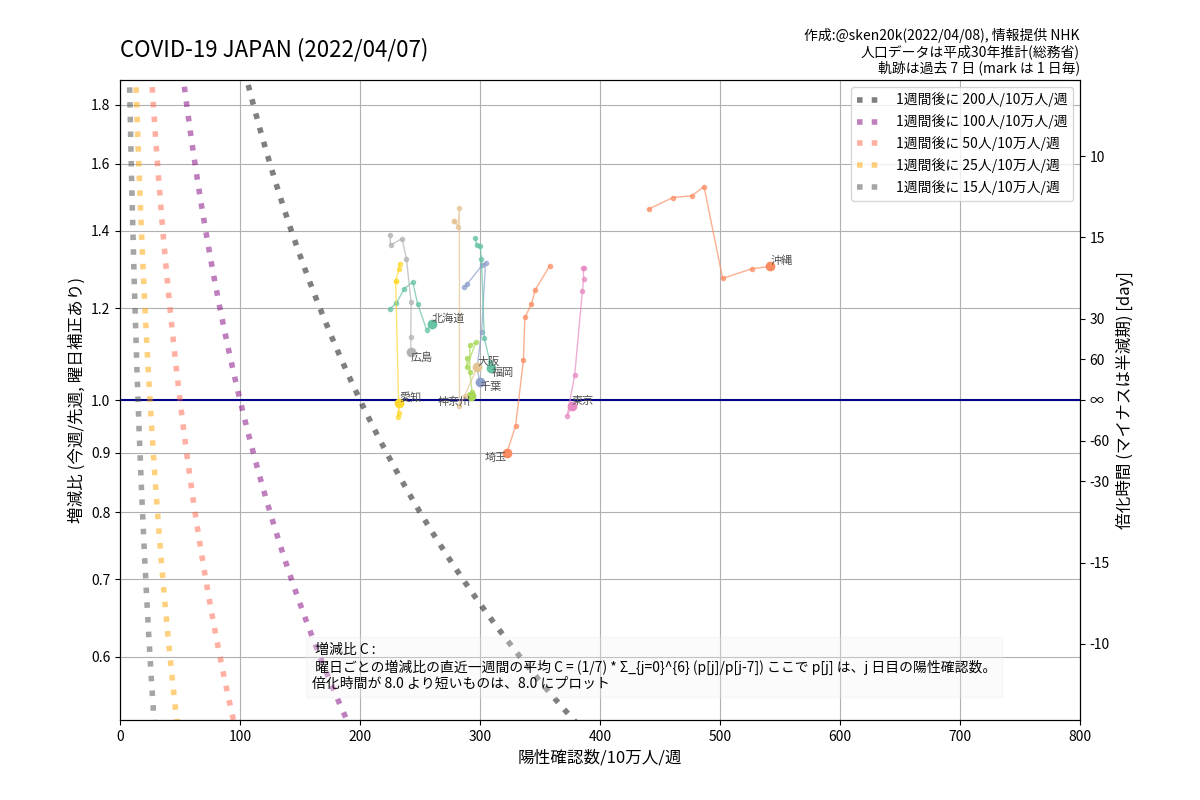 COVID-19 JAPAN (2022/04/07)
作成:@sken20k(2022/04/08), 情報提供 NHK
人口データは平成30年推計(総務省)
軌跡は過去 7 日 (mark は 1 日毎)
1週間後に 200人/10万人/週
1週間後に 100人/10万人/週
1週間後に 50人/10万人/週
1週間後に 25人/10万人/週
1週間後に 15人/10万人/週
増減比 (今週/先週, 曜日補正あり)
1.8
1.6
1.4
1.2
1.0
0.9
0.8
0.7
0.6
沖縄
北海道
広島
大阪
福岡
千葉
愛知
神奈川
東京
埼玉
10
15
30
60
∞
-60
-30
-15
-10
倍化時間 (マイナスは半減期) [day]
増減比 C :
曜日ごとの増減比の直近一週間の平均 C = (1/7) * Σ_{j=0}^{6} (p[j]/p[j-7]) ここで p[j] は、j 日目の陽性確認数。
倍化時間が 8.0 より短いものは、8.0 にプロット
0 100 200 300 400 500 600 700 800
陽性確認数/10万人/週